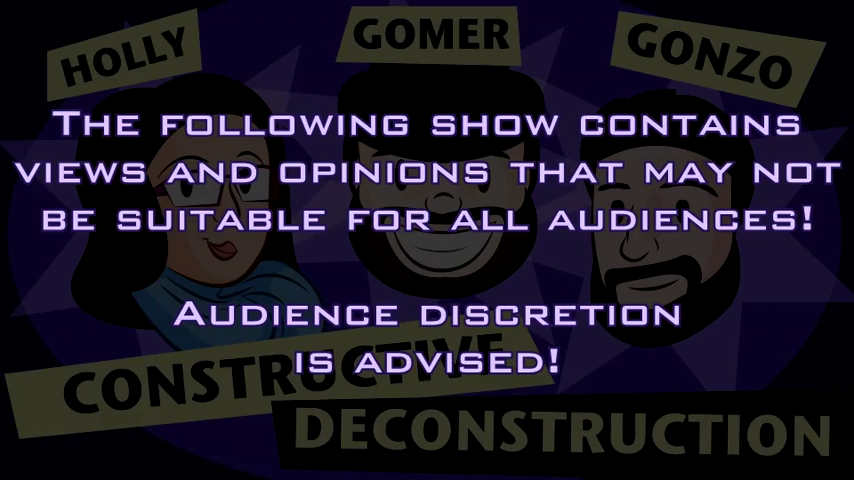 HOLLY
GOMER
GONZO
THE FOLLOWING SHOW CONTAINS
VIEWS AND OPINIONS THAT MAY NOT
BE SUITABLE FOR ALL AUDIENCES!
AUDIENCE DISCRETION
IS ADVISED!
CONSTRUCTIVE
DECONSTRUCTION